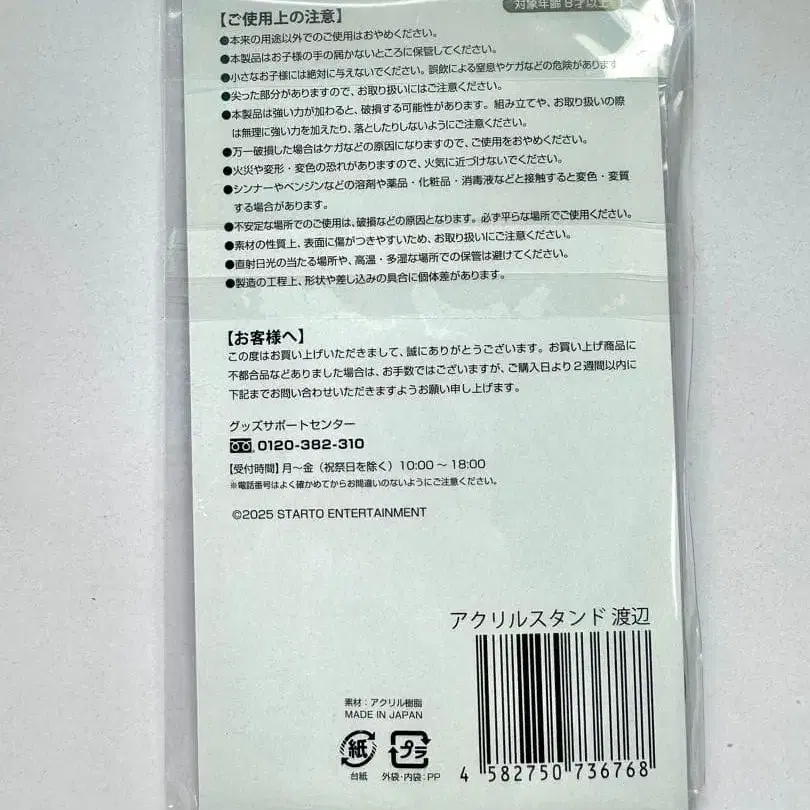 対象年齢 8才以上
【ご使用上の注意】
●本来の用途以外でのご使用はおやめください。
●本製品はお子様の手の届かないところに保管してください。
●小さなお子様には絶対に与えないでください。誤飲による窒息やケガなどの危険があります
●尖った部分がありますので、お取り扱いにはご注意ください。
●本製品は強い力が加わると、破損する可能性があります。組み立てや、お取り扱いの際
は無理に強い力を加えたり、落としたりしないようにご注意ください。
●万一破損した場合はケガなどの原因になりますので、ご使用をおやめください。
●火災や変形・変色の恐れがありますので、火気に近づけないでください。
●シンナーやベンジンなどの溶剤や薬品・化粧品・消毒液などと接触すると変色・変質
する場合があります。
●不安定な場所でのご使用は、破損などの原因となります。必ず平らな場所でご使用ください。
●素材の性質上、表面に傷がつきやすいため、お取り扱いにご注意ください。
●直射日光の当たる場所や、高温・多湿な場所での保管は避けてください。
●製造の工程上、形状や差し込みの具合に個体差があります。
【お客様へ】
この度はお買い上げいただきまして、誠にありがとうございます。お買い上げ商品に
不都合品などありました場合は、お手数ではございますが、ご購入日より2週間以内に
下記までお問い合わせいただきますようお願い申し上げます。
グッズサポートセンター
0120-382-310
【受付時間】月～金（祝祭日を除く）10:00～18:00
※電話番号はよく確かめてからお間違いのないようにご注意ください。
©2025 STARTO ENTERTAINMENT
アクリルスタンド 渡辺
素材：アクリル樹脂
MADE IN JAPAN
紙
台紙
プラ
外袋・内袋：PP
4 582750 736768